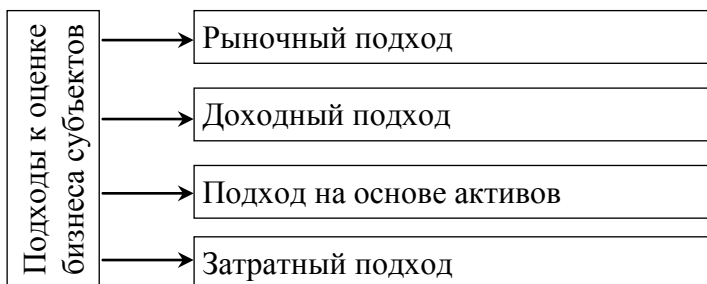 Подходы к оценке
бизнеса субъектов
Рыночный подход
Доходный подход
Подход на основе активов
Затратный подход